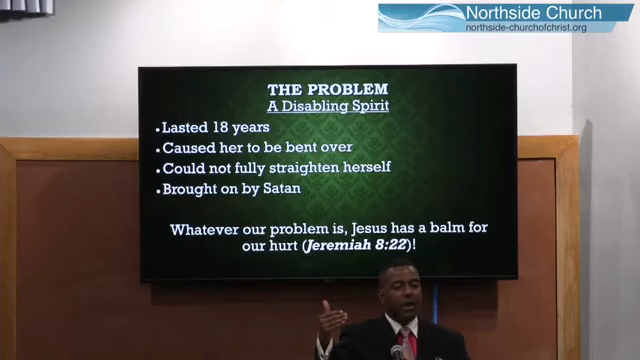 Northside Church
northside-churchofchrist.org
THE PROBLEM
A Disabling Spirit
•Lasted 18 years
•Caused her to be bent over
•Could not fully straighten herself
•Brought on by Satan
Whatever our problem is, Jesus has a balm for
our hurt (Jeremiah 8:22)!